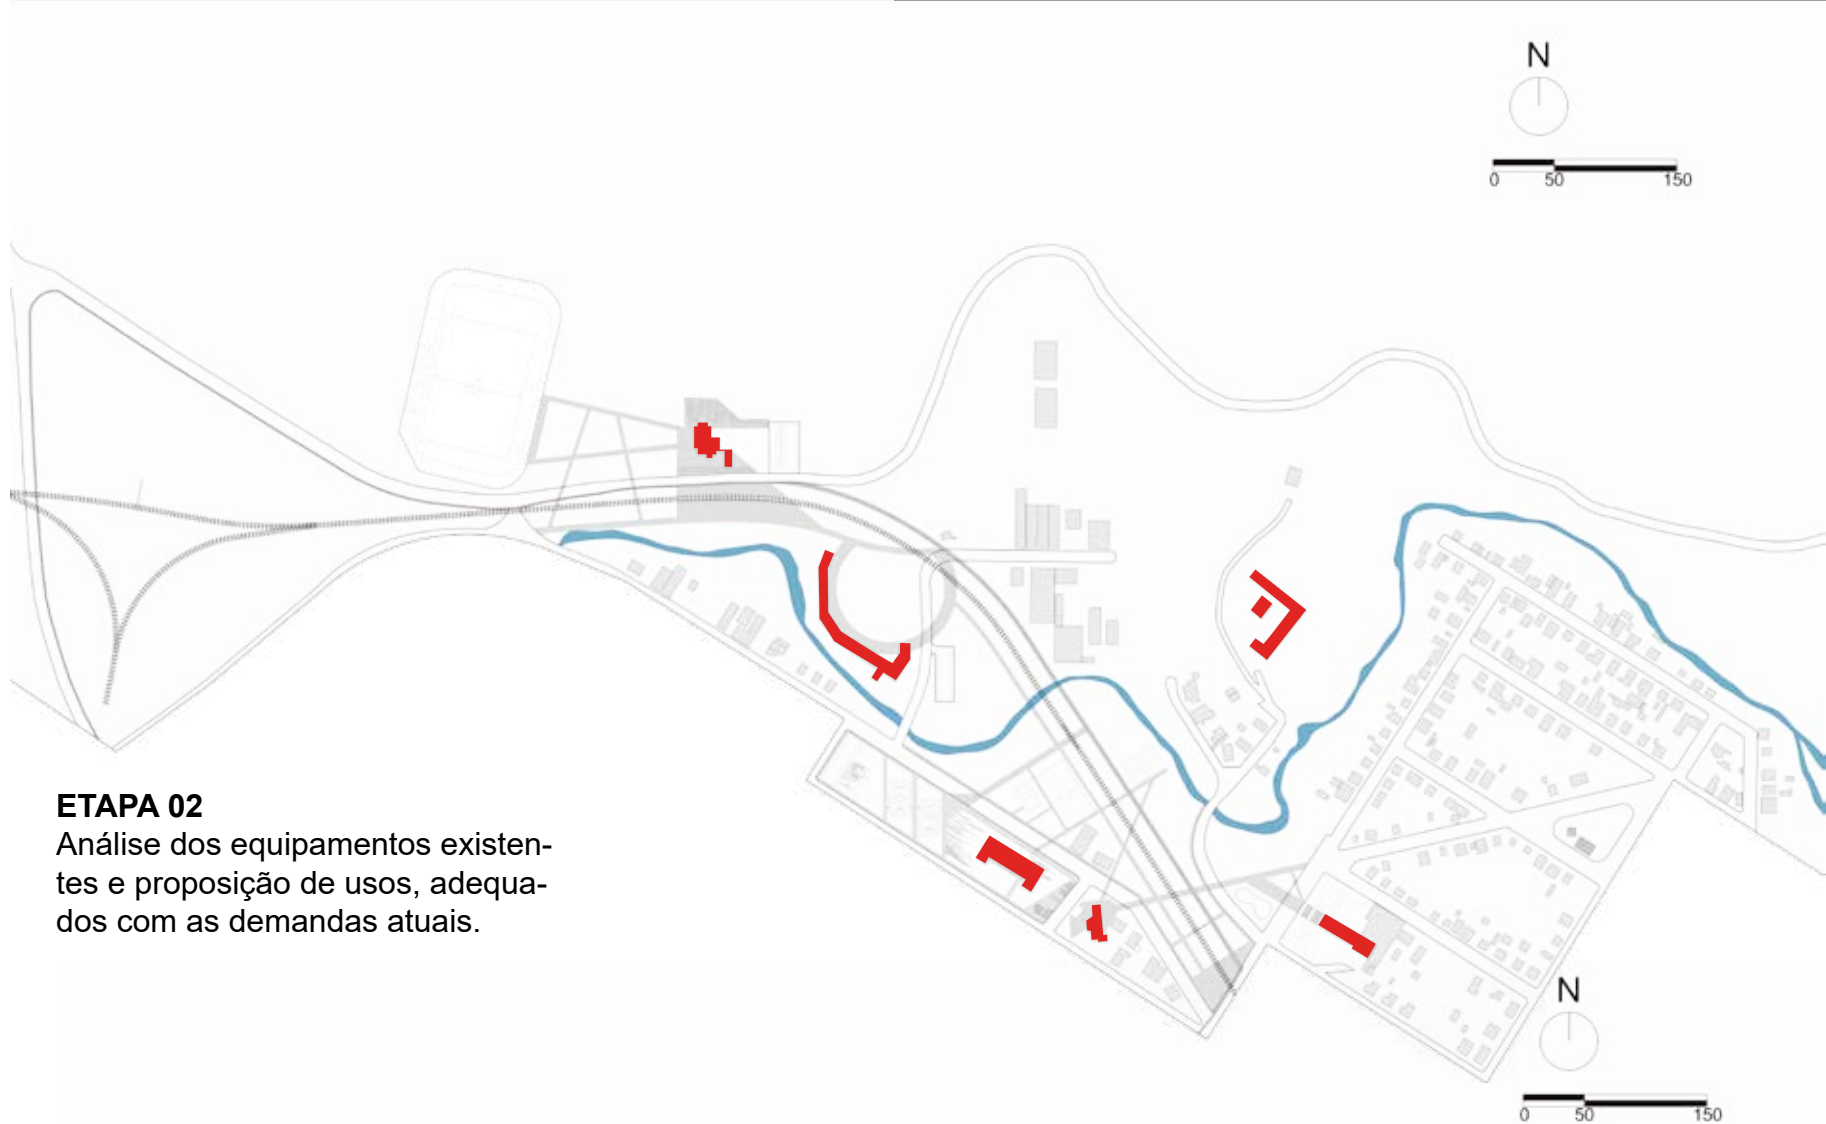 N
0 50 150
ETAPA 02
Análise dos equipamentos existen-
tes e proposição de usos, adequa-
dos com as demandas atuais.
N
0 50 150